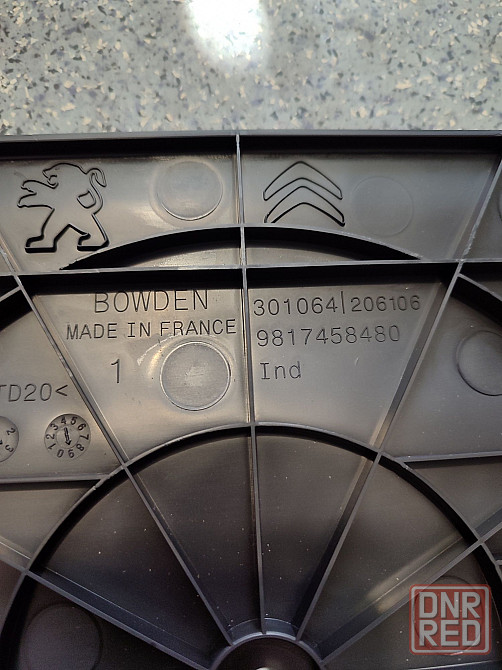 BOWDEN
MADE IN FRANCE
1
301064|206106
9817458480
Ind
TD20<
DNR
RED